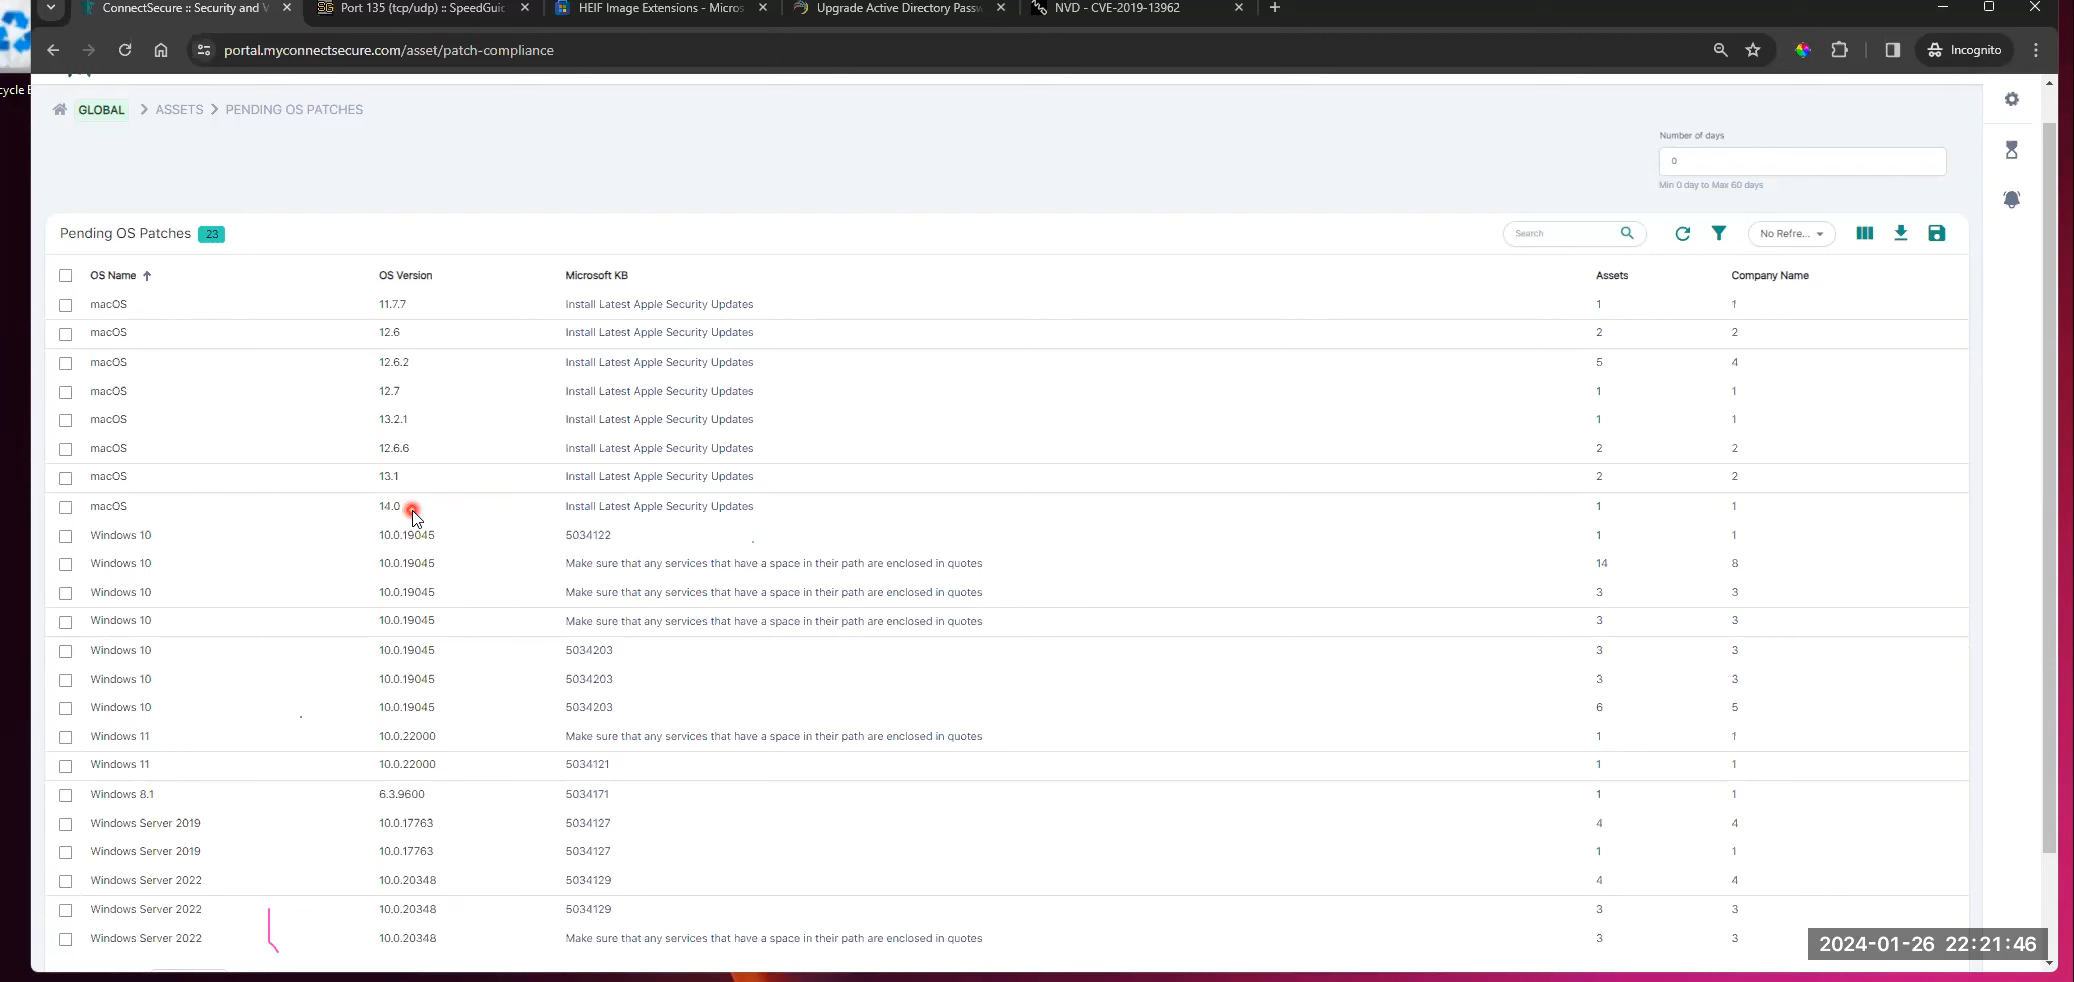 ConnectSecure :: Security and V
Port 135 (tcp/udp) :: SpeedGuid
HEIF Image Extensions - Micros
Upgrade Active Directory Passw
NVD - CVE-2019-13962
portal.myconnectsecure.com/asset/patch-compliance
Incognito
cycle B
GLOBAL > ASSETS > PENDING OS PATCHES
Number of days
0
Min 0 day to Max 60 days
Pending OS Patches 23
Search
No Refre...
OS Name OS Version Microsoft KB Assets Company Name
macOS 11.7.7 Install Latest Apple Security Updates 1 1
macOS 12.6 Install Latest Apple Security Updates 2 2
macOS 12.6.2 Install Latest Apple Security Updates 5 4
macOS 12.7 Install Latest Apple Security Updates 1 1
macOS 13.2.1 Install Latest Apple Security Updates 1 1
macOS 12.6.6 Install Latest Apple Security Updates 2 2
macOS 13.1 Install Latest Apple Security Updates 2 2
macOS 14.0 Install Latest Apple Security Updates 1 1
Windows 10 10.0.19045 5034122 1 1
Windows 10 10.0.19045 Make sure that any services that have a space in their path are enclosed in quotes 14 8
Windows 10 10.0.19045 Make sure that any services that have a space in their path are enclosed in quotes 3 3
Windows 10 10.0.19045 Make sure that any services that have a space in their path are enclosed in quotes 3 3
Windows 10 10.0.19045 5034203 3 3
Windows 10 10.0.19045 5034203 3 3
Windows 10 10.0.19045 5034203 6 5
Windows 11 10.0.22000 Make sure that any services that have a space in their path are enclosed in quotes 1 1
Windows 11 10.0.22000 5034121 1 1
Windows 8.1 6.3.9600 5034171 1 1
Windows Server 2019 10.0.17763 5034127 4 4
Windows Server 2019 10.0.17763 5034127 1 1
Windows Server 2022 10.0.20348 5034129 4 4
Windows Server 2022 10.0.20348 5034129 3 3
Windows Server 2022 10.0.20348 Make sure that any services that have a space in their path are enclosed in quotes 3 3
2024-01-26 22:21:46